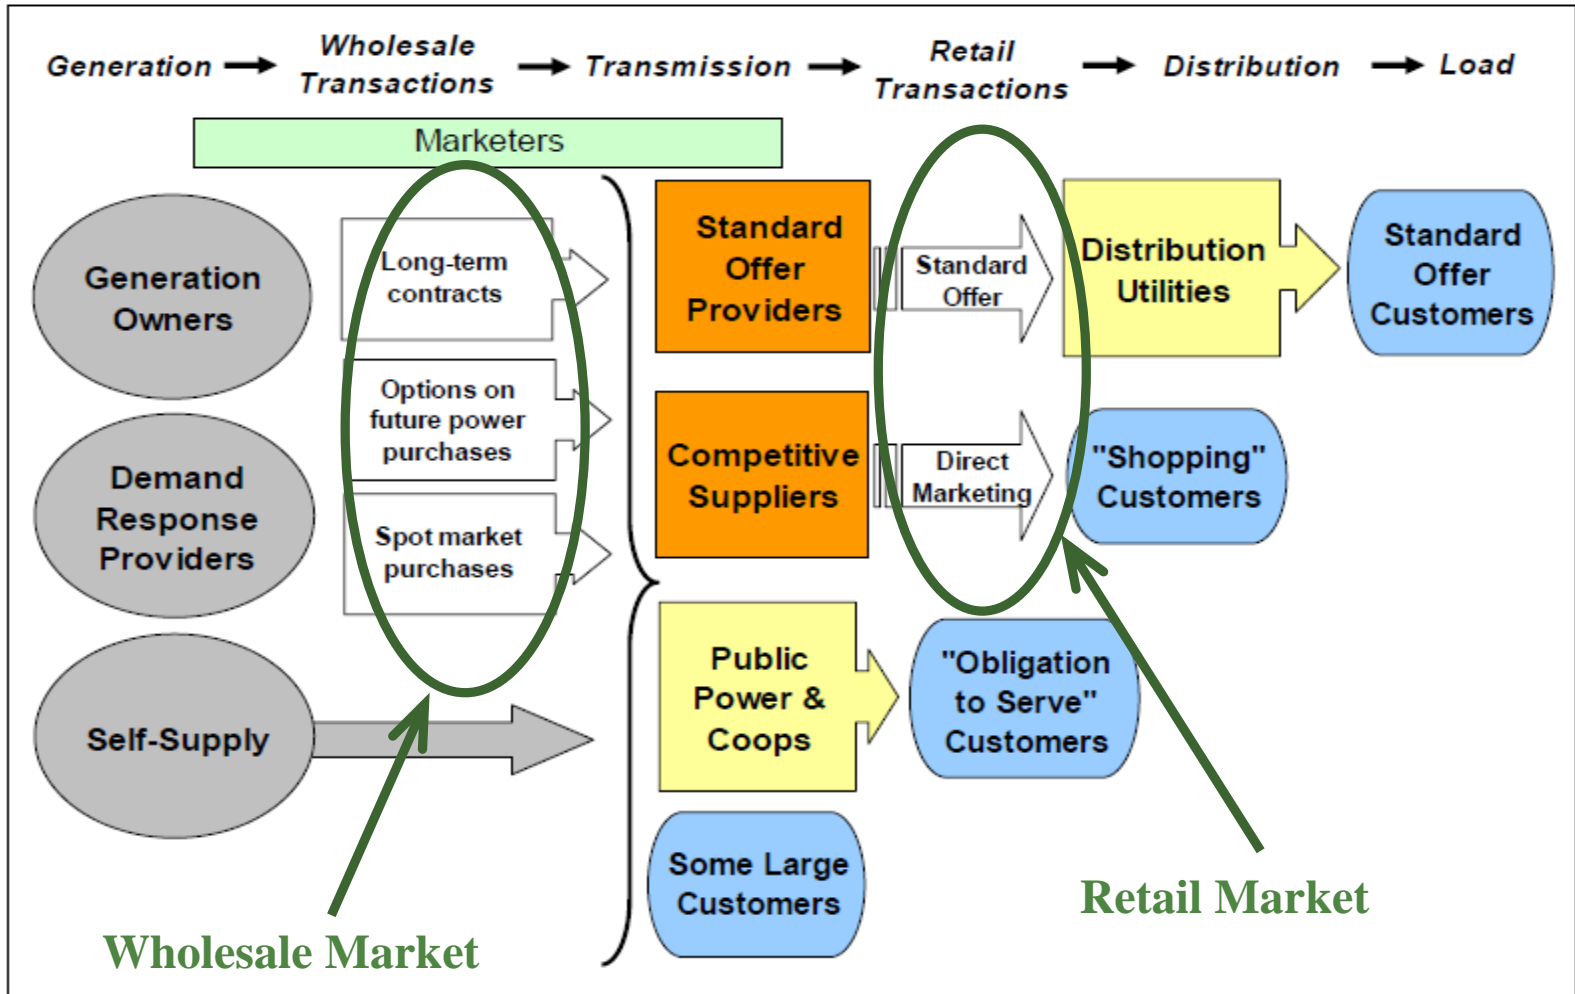 Generation
Wholesale
Transactions
Transmission
Retail
Transactions
Distribution
Load
Marketers
Generation
Owners
Long-term
contracts
Standard
Offer
Providers
Standard
Offer
Distribution
Utilities
Standard
Offer
Customers
Demand
Response
Providers
Options on
future power
purchases
Spot market
purchases
Competitive
Suppliers
Direct
Marketing
"Shopping"
Customers
Self-Supply
Public
Power &
Coops
"Obligation
to Serve"
Customers
Some Large
Customers
Wholesale Market
Retail Market